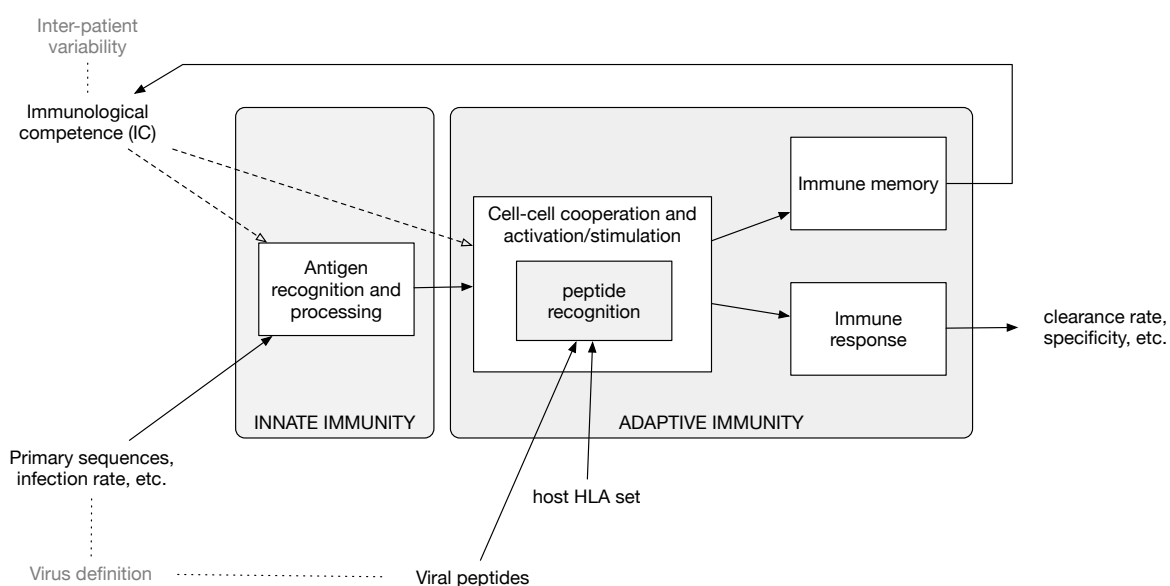 Inter-patient
variability
Immunological
competence (IC)
Immune memory
Cell-cell cooperation and
activation/stimulation
Antigen
recognition and
processing
peptide
recognition
Immune
response
clearance rate,
specificity, etc.
INNATE IMMUNITY
ADAPTIVE IMMUNITY
Primary sequences,
infection rate, etc.
host HLA set
Virus definition
Viral peptides